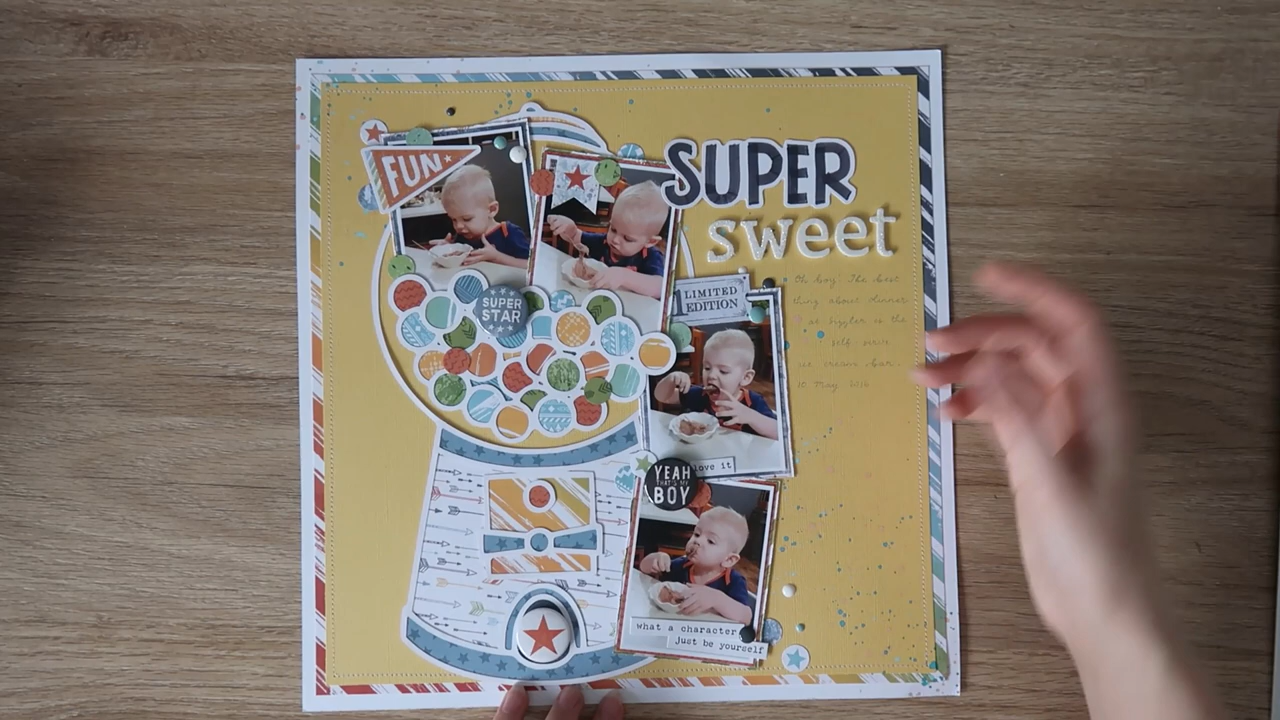 FUN
SUPER
sweet
SUPER
STAR
1 LIMITED
EDITION
Oh boy! The best
thing about dinner
at Sizzler is the
self serve
ice cream bar.
10 May 2016
love it
YEAH
THAT'S MY
BOY
what a character
just be yourself